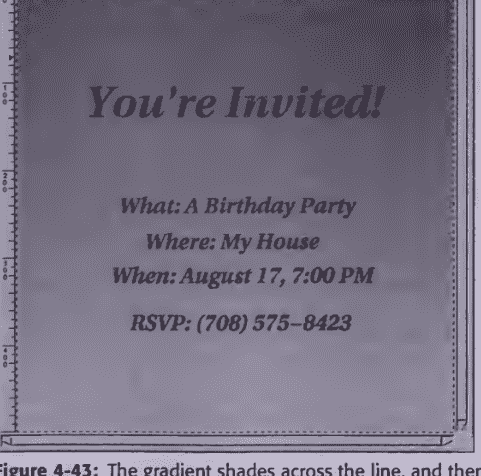 You're Invited!
What: A Birthday Party
Where: My House
When: August 17, 7:00 PM
RSVP: (708) 575–8423
Figure 4-43: The gradient shades across the line, and then